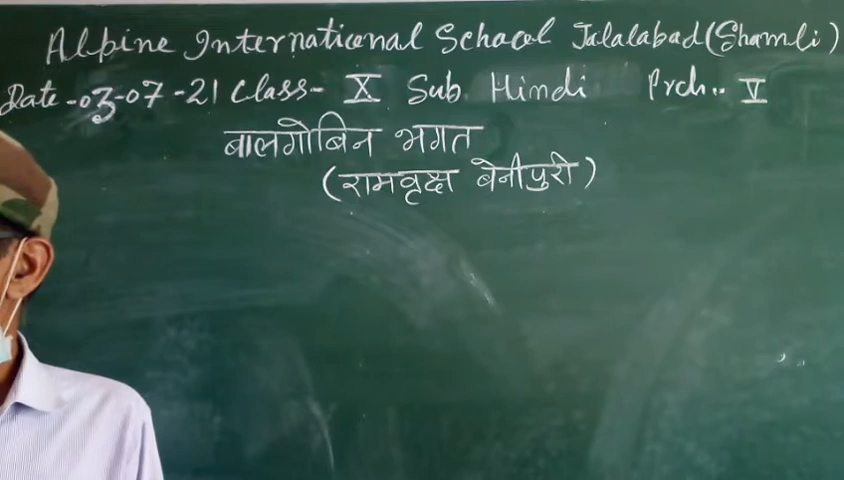 Alpine International School Jalalabad (Shamli)
Date - 03-07-21 Class - X Sub Hindi Prd.. V
बालगोबिन भगत
(रामवृक्ष बेनीपुरी)